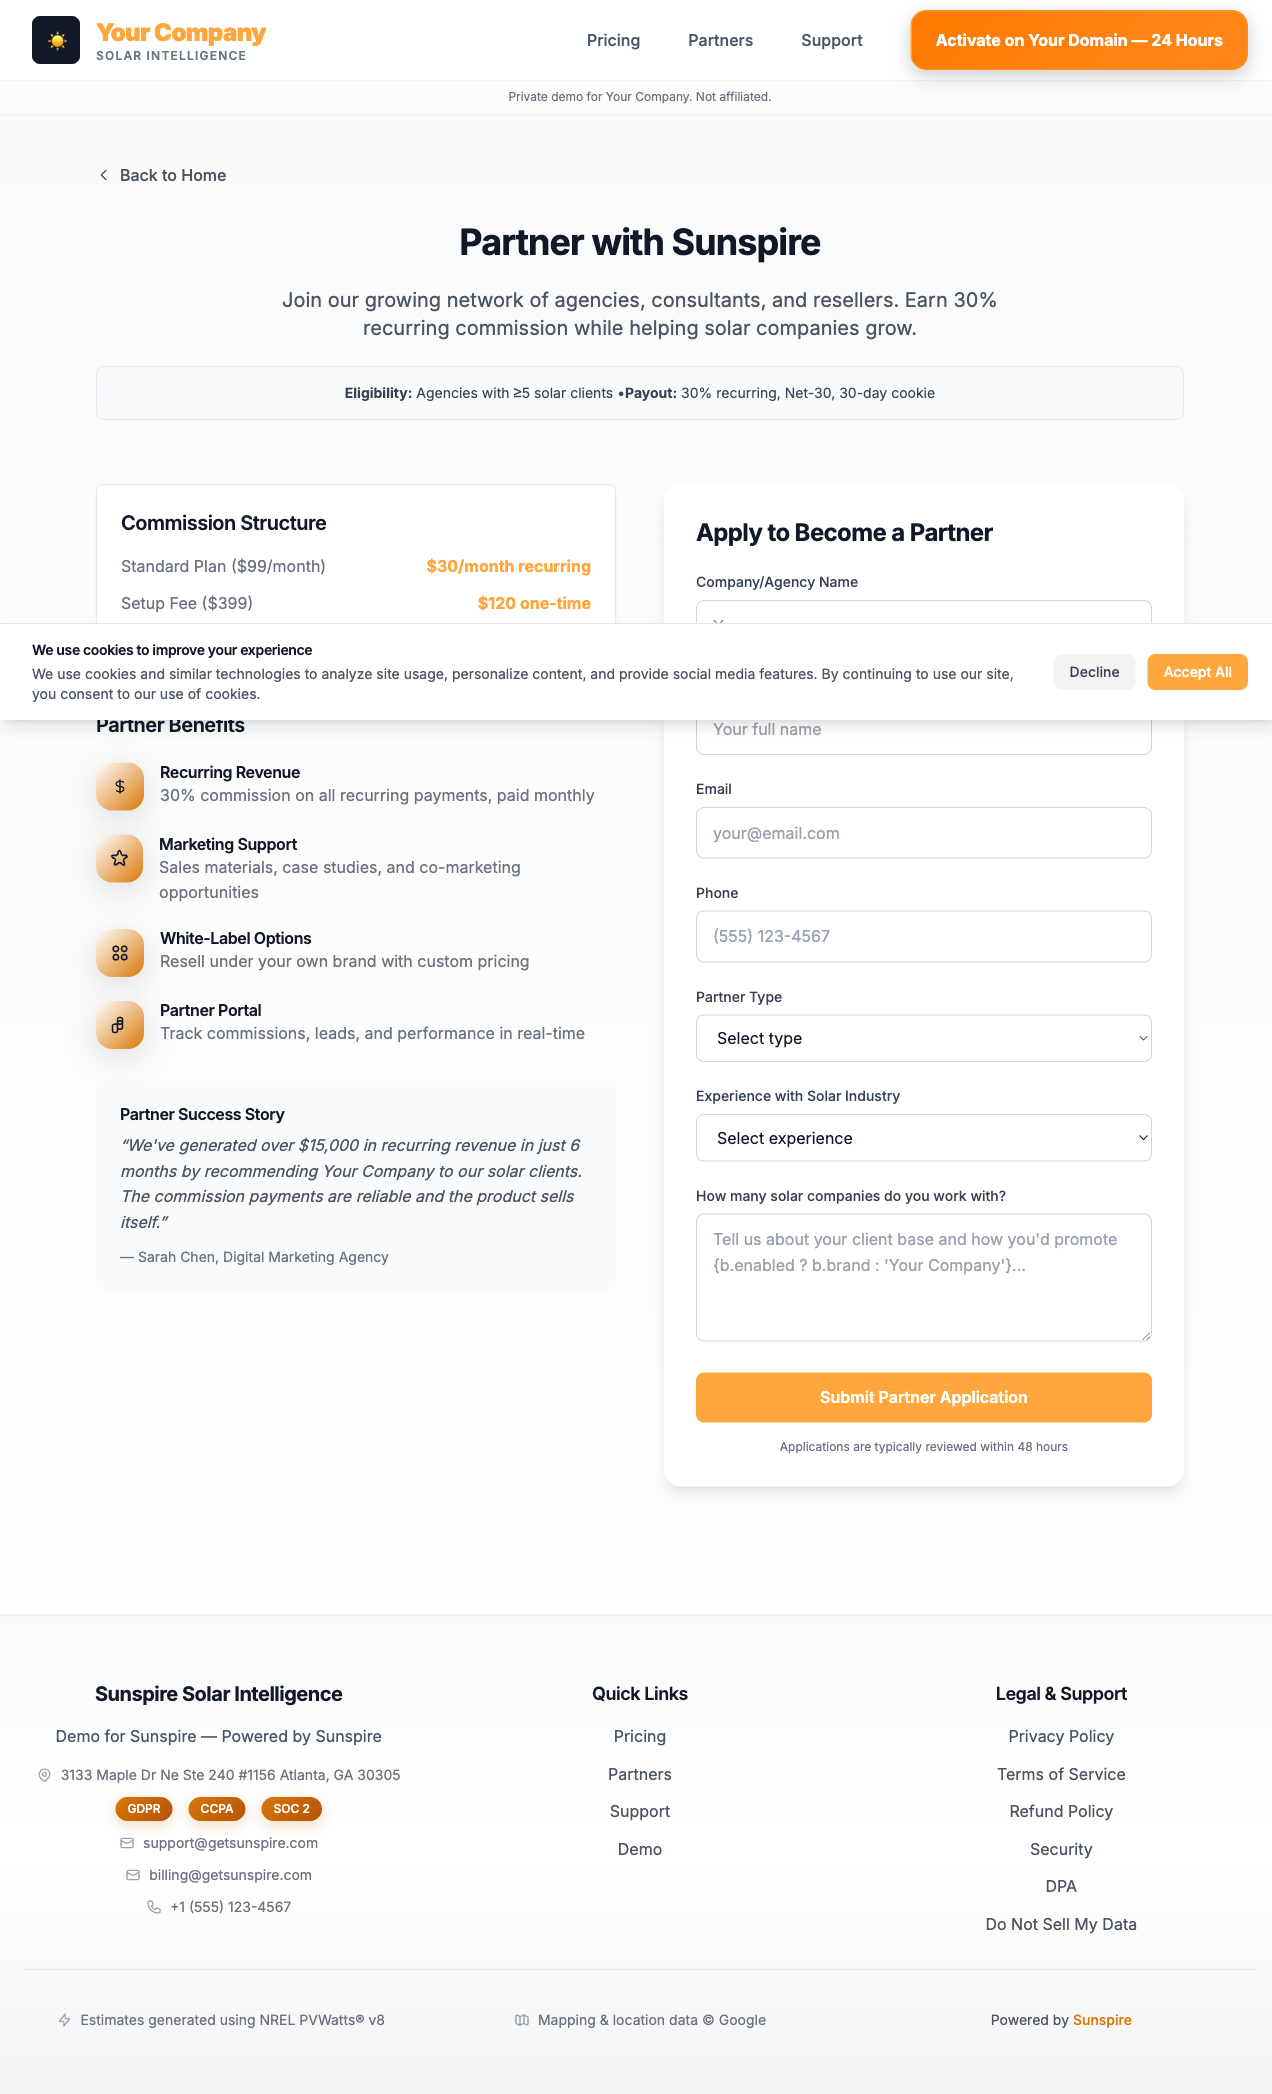 Your Company
SOLAR INTELLIGENCE
Pricing
Partners
Support
Activate on Your Domain — 24 Hours
Private demo for Your Company. Not affiliated.
Back to Home
Partner with Sunspire
Join our growing network of agencies, consultants, and resellers. Earn 30%
recurring commission while helping solar companies grow.
Eligibility: Agencies with ≥5 solar clients •Payout: 30% recurring, Net-30, 30-day cookie
Commission Structure
Standard Plan ($99/month)
$30/month recurring
Setup Fee ($399)
$120 one-time
Apply to Become a Partner
Company/Agency Name
We use cookies to improve your experience
We use cookies and similar technologies to analyze site usage, personalize content, and provide social media features. By continuing to use our site,
you consent to our use of cookies.
Decline
Accept All
Partner Benefits
Recurring Revenue
30% commission on all recurring payments, paid monthly
Marketing Support
Sales materials, case studies, and co-marketing
opportunities
White-Label Options
Resell under your own brand with custom pricing
Partner Portal
Track commissions, leads, and performance in real-time
Partner Success Story
“We've generated over $15,000 in recurring revenue in just 6
months by recommending Your Company to our solar clients.
The commission payments are reliable and the product sells
itself.”
— Sarah Chen, Digital Marketing Agency
Your full name
Email
your@email.com
Phone
(555) 123-4567
Partner Type
Select type
Experience with Solar Industry
Select experience
How many solar companies do you work with?
Tell us about your client base and how you'd promote
{b.enabled ? b.brand : 'Your Company'}...
Submit Partner Application
Applications are typically reviewed within 48 hours
Sunspire Solar Intelligence
Demo for Sunspire — Powered by Sunspire
3133 Maple Dr Ne Ste 240 #1156 Atlanta, GA 30305
GDPR
CCPA
SOC 2
support@getsunspire.com
billing@getsunspire.com
+1 (555) 123-4567
Quick Links
Pricing
Partners
Support
Demo
Legal & Support
Privacy Policy
Terms of Service
Refund Policy
Security
DPA
Do Not Sell My Data
Estimates generated using NREL PVWatts® v8
Mapping & location data © Google
Powered by Sunspire